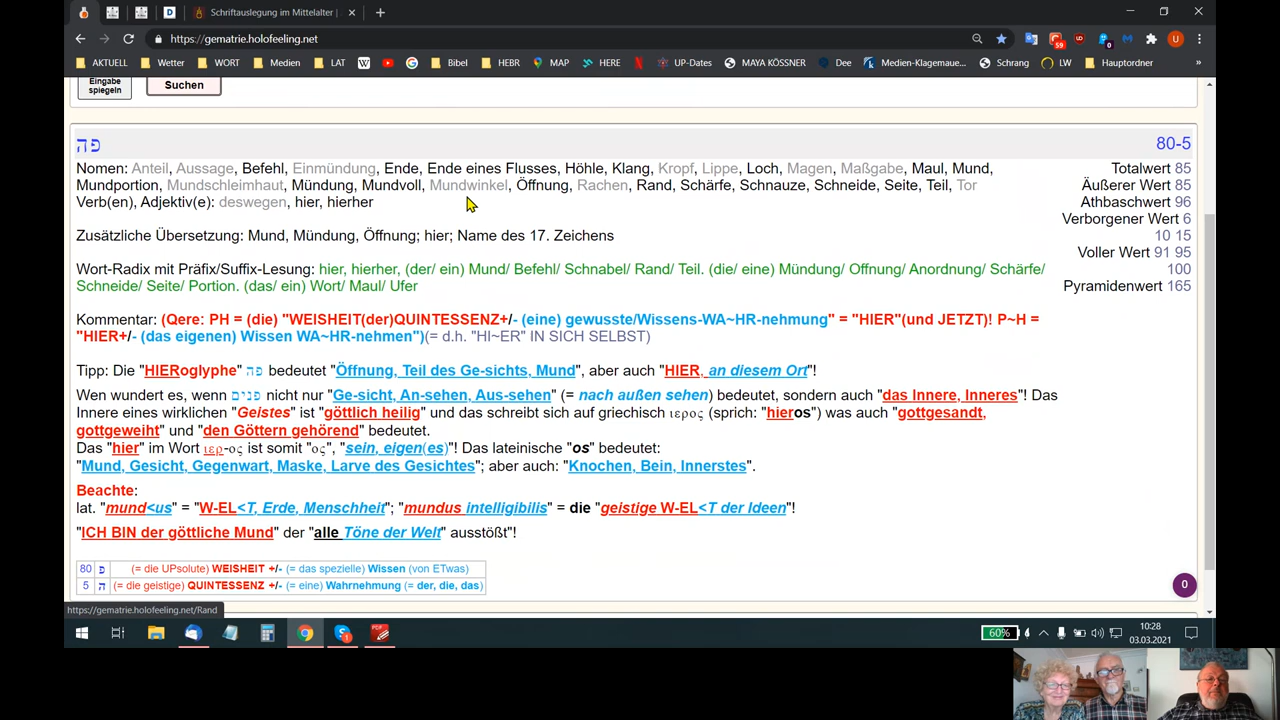 Schriftauslegung im Mittelalter |
https://gematrie.holofeeling.net
59 0 U
AKTUELL Wetter WORT Medien LAT Bibel HEBR MAP HERE UP-Dates MAYA KÖSSNER Dee Medien-Klagemaue... Schrang LW Hauptordner »
Eingabe
spiegeln
Suchen
פה 80-5
Nomen: Anteil, Aussage, Befehl, Einmündung, Ende, Ende eines Flusses, Höhle, Klang, Kropf, Lippe, Loch, Magen, Maßgabe, Maul, Mund,
Mundportion, Mundschleimhaut, Mündung, Mundvoll, Mundwinkel, Öffnung, Rachen, Rand, Schärfe, Schnauze, Schneide, Seite, Teil, Tor
Verb(en), Adjektiv(e): deswegen, hier, hierher
Totalwert 85
Äußerer Wert 85
Athbaschwert 96
Verborgener Wert 6
10 15
Voller Wert 91 95
100
Pyramidenwert 165
Zusätzliche Übersetzung: Mund, Mündung, Öffnung; hier; Name des 17. Zeichens
Wort-Radix mit Präfix/Suffix-Lesung: hier, hierher, (der/ ein) Mund/ Befehl/ Schnabel/ Rand/ Teil. (die/ eine) Mündung/ Öffnung/ Anordnung/ Schärfe/
Schneide/ Seite/ Portion. (das/ ein) Wort/ Maul/ Ufer
Kommentar: (Qere: PH = (die) "WEISHEIT(der)QUINTESSENZ+/- (eine) gewusste/Wissens-WA~HR-nehmung" = "HIER"(und JETZT)! P~H =
"HIER+/- (das eigenen) Wissen WA~HR-nehmen")(= d.h. "HI~ER" IN SICH SELBST)
Tipp: Die "HIERoglyphe" פה bedeutet "Öffnung, Teil des Ge-sichts, Mund", aber auch "HIER, an diesem Ort"!
Wen wundert es, wenn פנים nicht nur "Ge-sicht, An-sehen, Aus-sehen" (= nach außen sehen) bedeutet, sondern auch "das Innere, Inneres"! Das
Innere eines wirklichen "Geistes" ist "göttlich heilig" und das schreibt sich auf griechisch ιερος (sprich: "hieros") was auch "gottgesandt,
gottgeweiht" und "den Göttern gehörend" bedeutet.
Das "hier" im Wort ιερ-ος ist somit "ος", "sein, eigen(es)"! Das lateinische "os" bedeutet:
"Mund, Gesicht, Gegenwart, Maske, Larve des Gesichtes"; aber auch: "Knochen, Bein, Innerstes".
Beachte:
lat. "mund<us" = "W-EL<T, Erde, Menschheit"; "mundus intelligibilis" = die "geistige W-EL<T der Ideen"!
"ICH BIN der göttliche Mund" der "alle Töne der Welt" ausstößt"!
80 פ (= die UPsolute) WEISHEIT +/- (= das spezielle) Wissen (von ETwas)
5 ה (= die geistige) QUINTESSENZ +/- (= eine) Wahrnehmung (= der, die, das)
0
https://gematrie.holofeeling.net/Rand
60%
10:28
03.03.2021